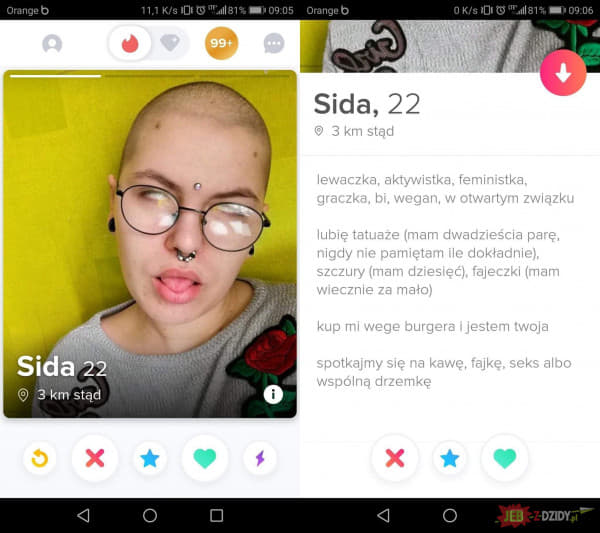 Orange b 11,1 K/s 81% 09:05
99+
Sida 22
3 km stąd
Orange b 0 K/s 81% 09:06
Girl
Sida, 22
3 km stąd
lewaczka, aktywistka, feministka,
graczka, bi, wegan, w otwartym związku
lubię tatuaże (mam dwadzieścia parę,
nigdy nie pamiętam ile dokładnie),
szczury (mam dziesięć), fajeczki (mam
wiecznie za mało)
kup mi wege burgera i jestem twoja
spotkajmy się na kawę, fajkę, seks albo
wspólną drzemkę
JEB-Z-DZIDY.pl